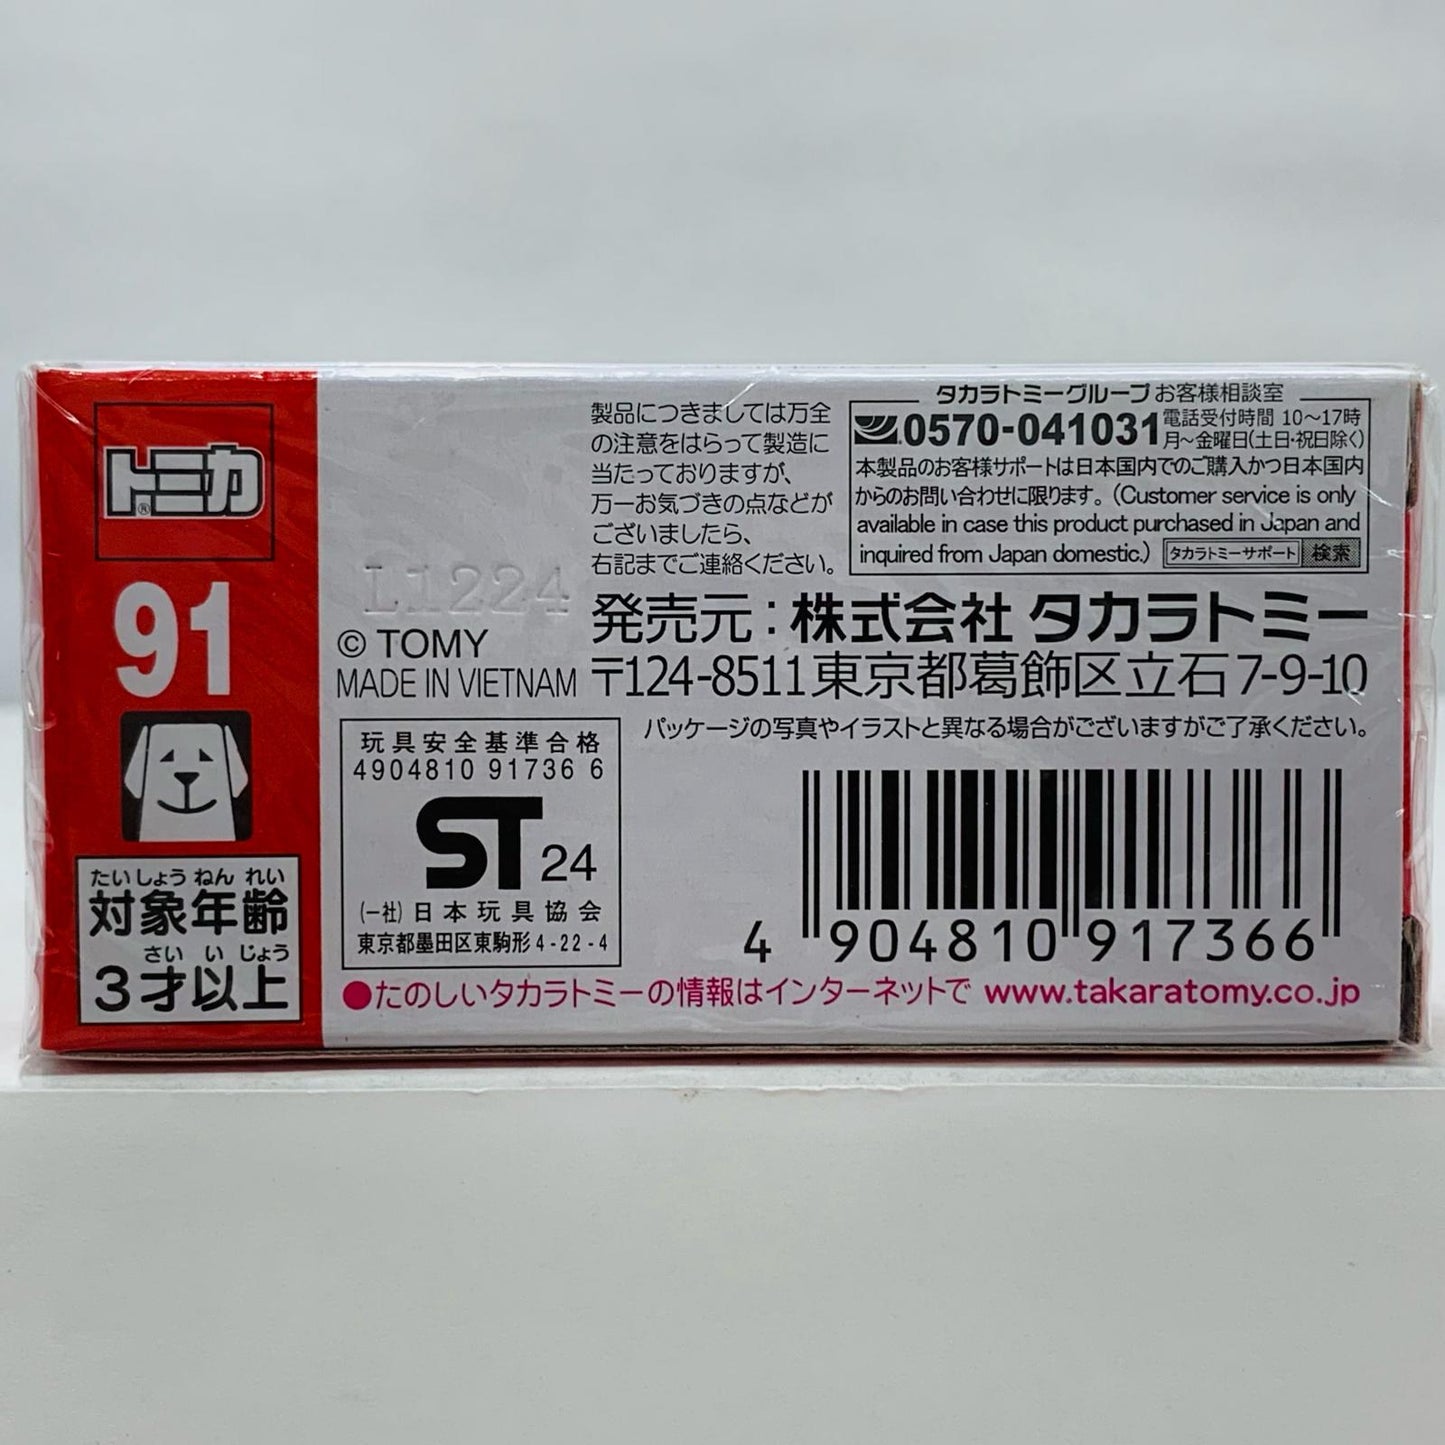 トミカ®
91
たいしょう ねん れい
対象年齢
さい い じょう
3才以上
L1224
© TOMY
MADE IN VIETNAM
玩具安全基準合格
4904810 91736 6
ST 24
(一社)日本玩具協会
東京都墨田区東駒形4-22-4
製品につきましては万全
の注意をはらって製造に
当たっておりますが、
万一お気づきの点などが
ございましたら、
右記までご連絡ください。
タカラトミーグループお客様相談室
0570-041031
電話受付時間 10〜17時
月〜金曜日(土日・祝日除く)
本製品のお客様サポートは日本国内でのご購入かつ日本国内
からのお問い合わせに限ります。(Customer service is only
available in case this product purchased in Japan and
inquired from Japan domestic.) タカラトミーサポート 検索
発売元：株式会社 タカラトミー
〒124-8511東京都葛飾区立石7-9-10
パッケージの写真やイラストと異なる場合がございますがご了承ください。
4 904810 917366
●たのしいタカラトミーの情報はインターネットで www.takaratomy.co.jp